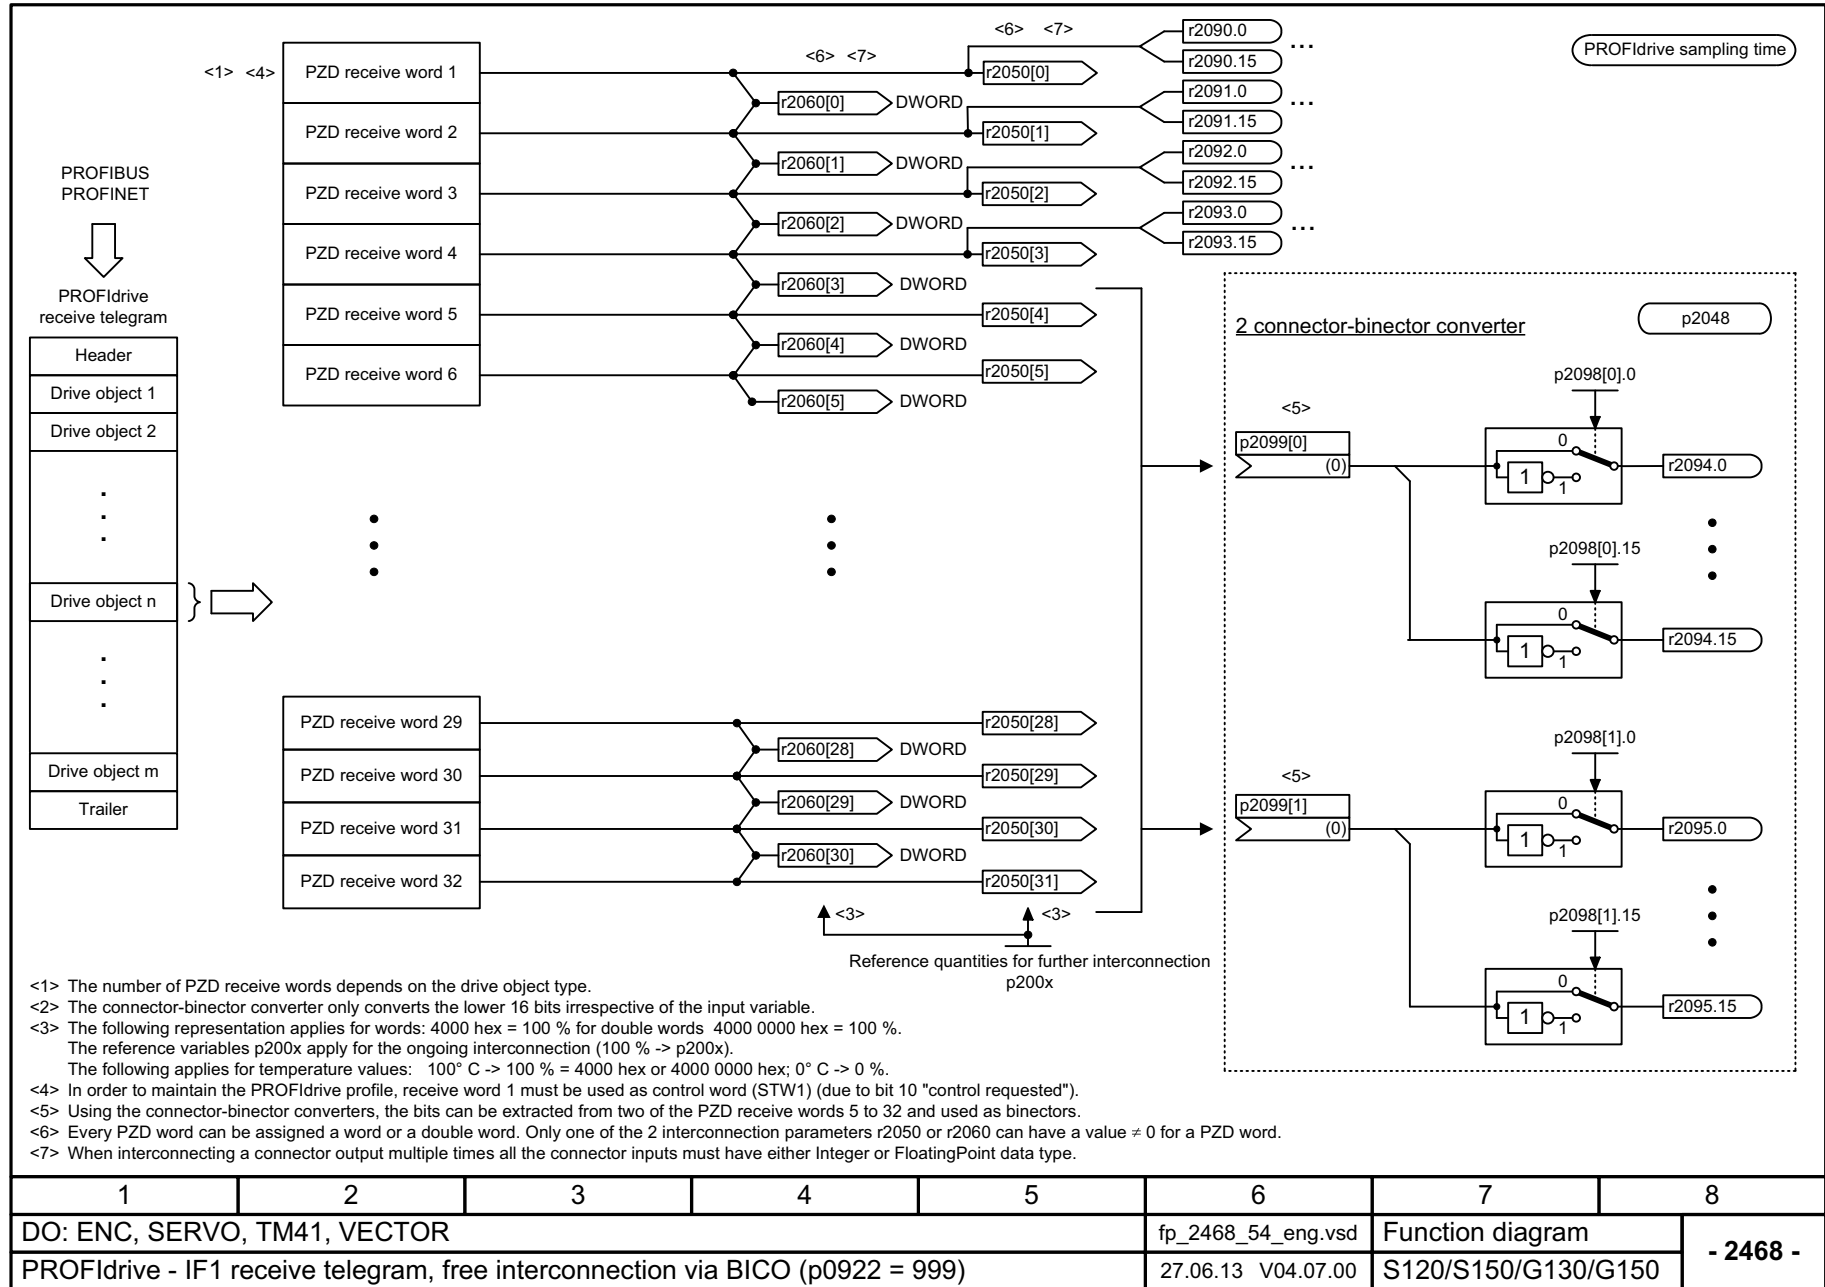 <6> <7>
r2090.0
...
PROFIdrive sampling time
<1> <4>
PZD receive word 1
<6> <7>
r2050[0]
r2090.15
r2060[0]
DWORD
r2091.0
...
PZD receive word 2
r2050[1]
r2091.15
r2060[1]
DWORD
r2092.0
...
PROFIBUS
PROFINET
PZD receive word 3
r2050[2]
r2092.15
r2060[2]
DWORD
r2093.0
...
PZD receive word 4
r2050[3]
r2093.15
r2060[3]
DWORD
PROFIdrive
receive telegram
PZD receive word 5
r2050[4]
r2060[4]
DWORD
PZD receive word 6
r2050[5]
r2060[5]
DWORD
Header
Drive object 1
Drive object 2
Drive object n
Drive object m
Trailer
PZD receive word 29
r2050[28]
r2060[28]
DWORD
PZD receive word 30
r2050[29]
r2060[29]
DWORD
PZD receive word 31
r2050[30]
r2060[30]
DWORD
PZD receive word 32
r2050[31]
<3>
<3>
Reference quantities for further interconnection
p200x
2 connector-binector converter
p2048
p2098[0].0
<5>
p2099[0]
(0)
0
1
1
r2094.0
p2098[0].15
0
1
1
r2094.15
p2098[1].0
<5>
p2099[1]
(0)
0
1
1
r2095.0
p2098[1].15
0
1
1
r2095.15
<1> The number of PZD receive words depends on the drive object type.
<2> The connector-binector converter only converts the lower 16 bits irrespective of the input variable.
<3> The following representation applies for words: 4000 hex = 100 % for double words 4000 0000 hex = 100 %.
The reference variables p200x apply for the ongoing interconnection (100 % -> p200x).
The following applies for temperature values: 100° C -> 100 % = 4000 hex or 4000 0000 hex; 0° C -> 0 %.
<4> In order to maintain the PROFIdrive profile, receive word 1 must be used as control word (STW1) (due to bit 10 "control requested").
<5> Using the connector-binector converters, the bits can be extracted from two of the PZD receive words 5 to 32 and used as binectors.
<6> Every PZD word can be assigned a word or a double word. Only one of the 2 interconnection parameters r2050 or r2060 can have a value ≠ 0 for a PZD word.
<7> When interconnecting a connector output multiple times all the connector inputs must have either Integer or FloatingPoint data type.
1 2 3 4 5 6 7 8
DO: ENC, SERVO, TM41, VECTOR
fp_2468_54_eng.vsd
Function diagram
- 2468 -
PROFIdrive - IF1 receive telegram, free interconnection via BICO (p0922 = 999)
27.06.13 V04.07.00
S120/S150/G130/G150